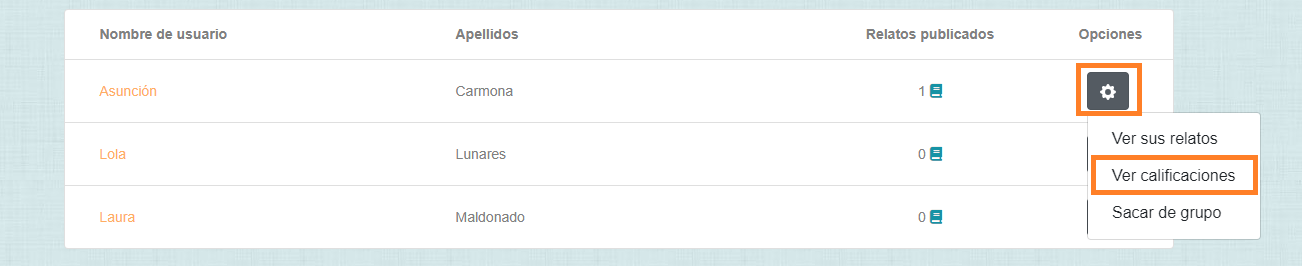 Nombre de usuario Apellidos Relatos publicados Opciones
Asunción Carmona 1
Ver sus relatos
Lola Lunares 0
Ver calificaciones
Laura Maldonado 0
Sacar de grupo